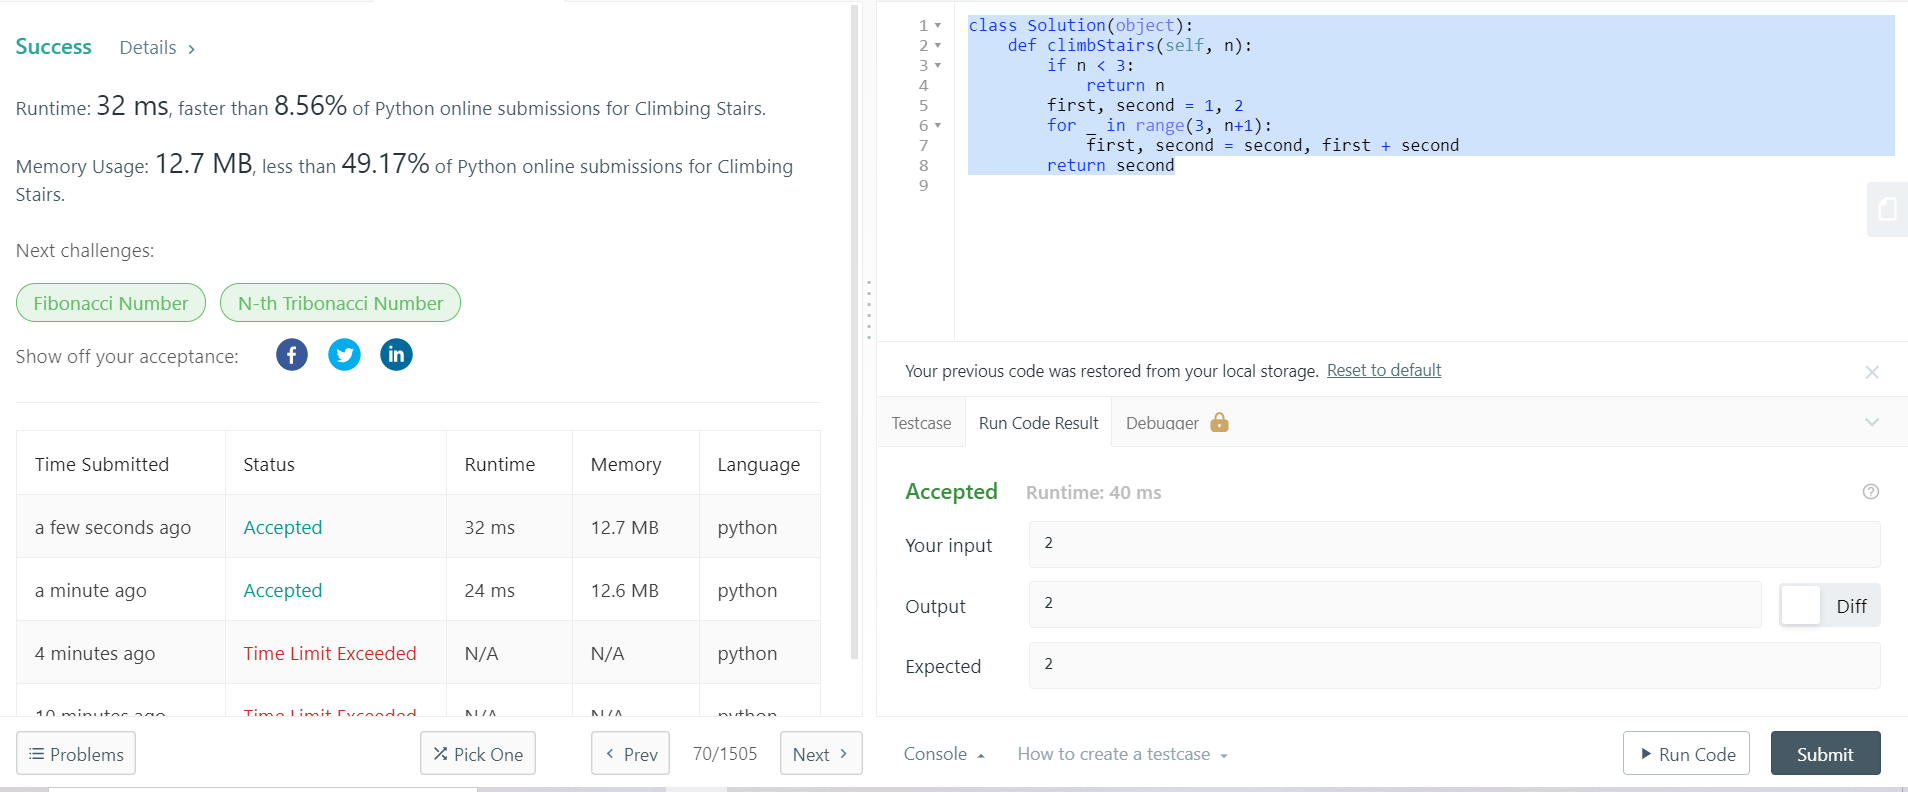 Success Details >
Runtime: 32 ms, faster than 8.56% of Python online submissions for Climbing Stairs.
Memory Usage: 12.7 MB, less than 49.17% of Python online submissions for Climbing
Stairs.
Next challenges:
Fibonacci Number N-th Tribonacci Number
Show off your acceptance: f in
Time Submitted Status Runtime Memory Language
a few seconds ago Accepted 32 ms 12.7 MB python
a minute ago Accepted 24 ms 12.6 MB python
4 minutes ago Time Limit Exceeded N/A N/A python
10 minutes ago Time Limit Exceeded N/A N/A python
Problems Pick One < Prev 70/1505 Next >
1 class Solution(object):
2 def climbStairs(self, n):
3 if n < 3:
4 return n
5 first, second = 1, 2
6 for _ in range(3, n+1):
7 first, second = second, first + second
8 return second
9
Your previous code was restored from your local storage. Reset to default
Testcase Run Code Result Debugger
Accepted Runtime: 40 ms
Your input 2
Output 2 Diff
Expected 2
Console How to create a testcase Run Code Submit